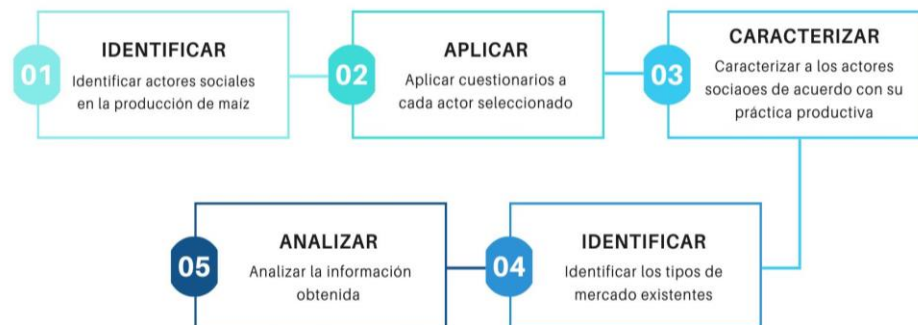 01
IDENTIFICAR
Identificar actores sociales
en la producción de maíz
02
APLICAR
Aplicar cuestionarios a
cada actor seleccionado
03
CARACTERIZAR
Caracterizar a los actores
sociaoes de acuerdo con su
práctica productiva
04
IDENTIFICAR
Identificar los tipos de
mercado existentes
05
ANALIZAR
Analizar la información
obtenida